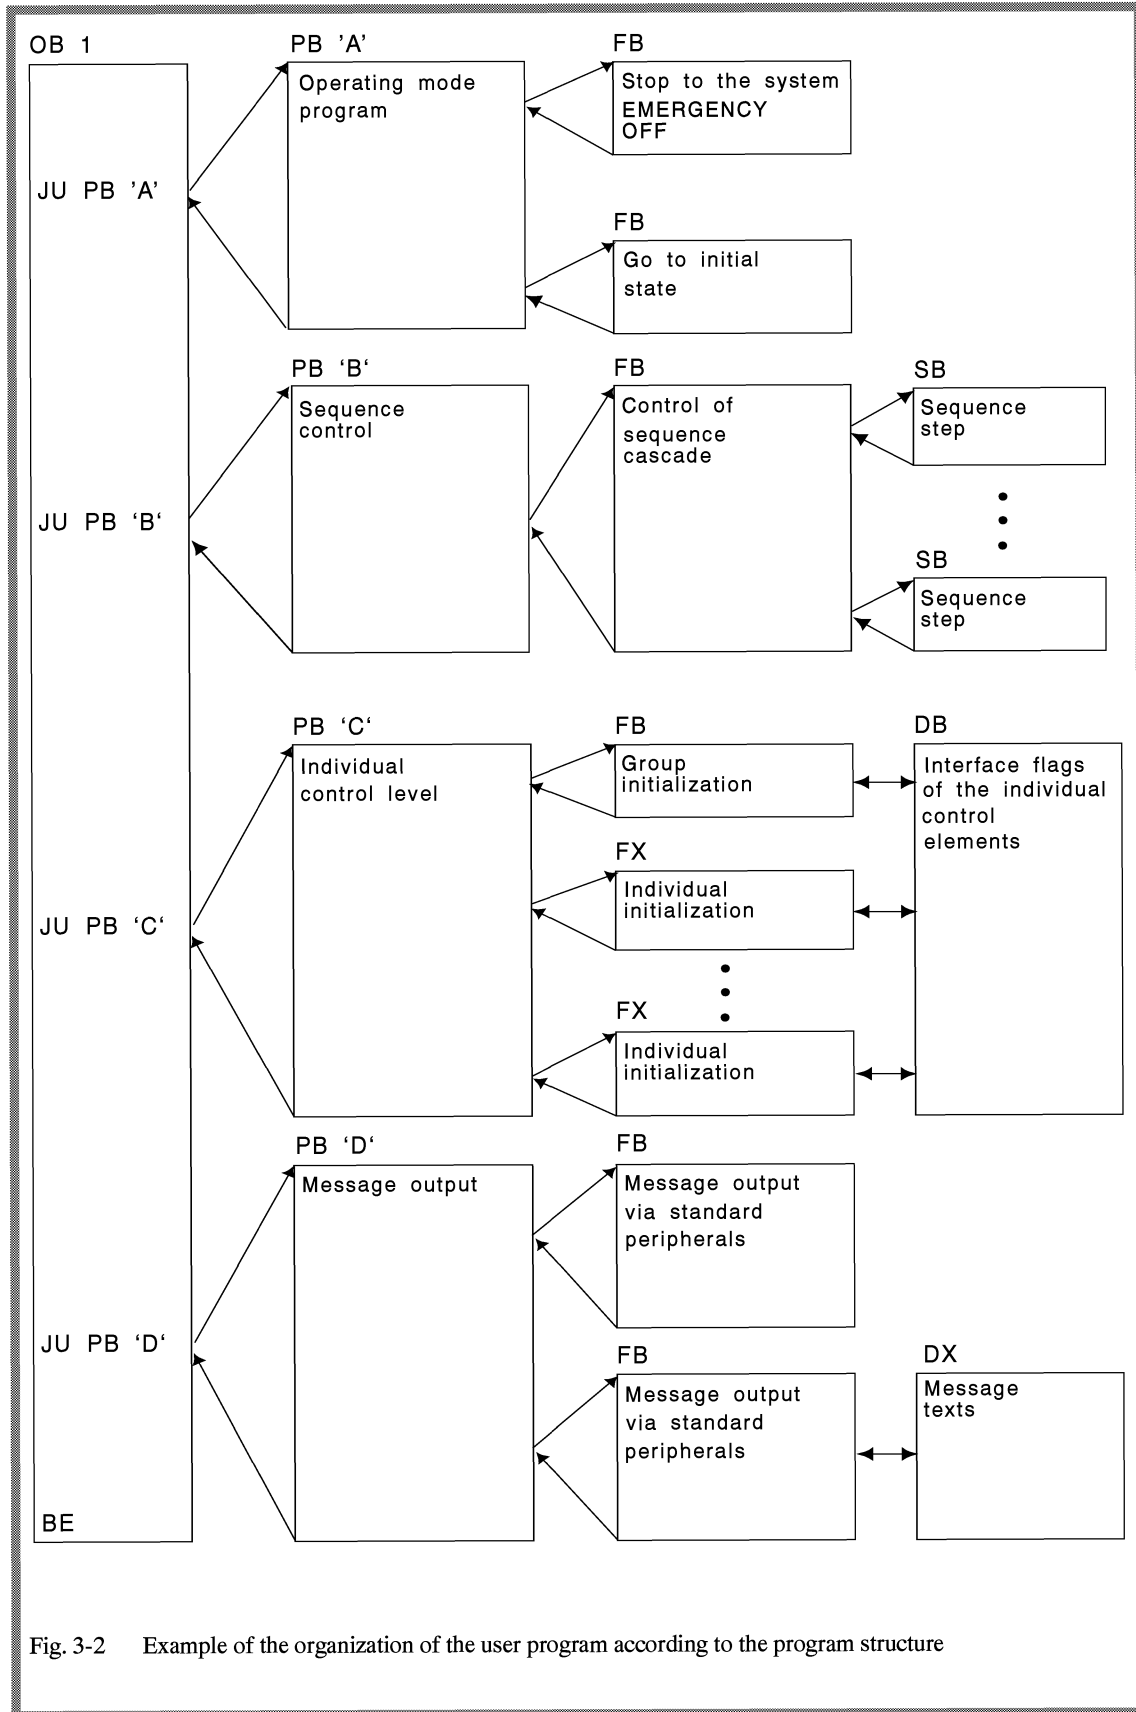 OB 1
PB 'A'
FB
Operating mode
program
Stop to the system
EMERGENCY
OFF
JU PB 'A'
FB
Go to initial
state
PB 'B'
FB
SB
Sequence
control
Control of
sequence
cascade
Sequence
step
JU PB 'B'
SB
Sequence
step
PB 'C'
FB
DB
Individual
control level
Group
initialization
Interface flags
of the individual
control
elements
FX
Individual
initialization
JU PB 'C'
FX
Individual
initialization
PB 'D'
FB
Message output
Message output
via standard
peripherals
JU PB 'D'
FB
DX
Message output
via standard
peripherals
Message
texts
BE
Fig. 3-2 Example of the organization of the user program according to the program structure